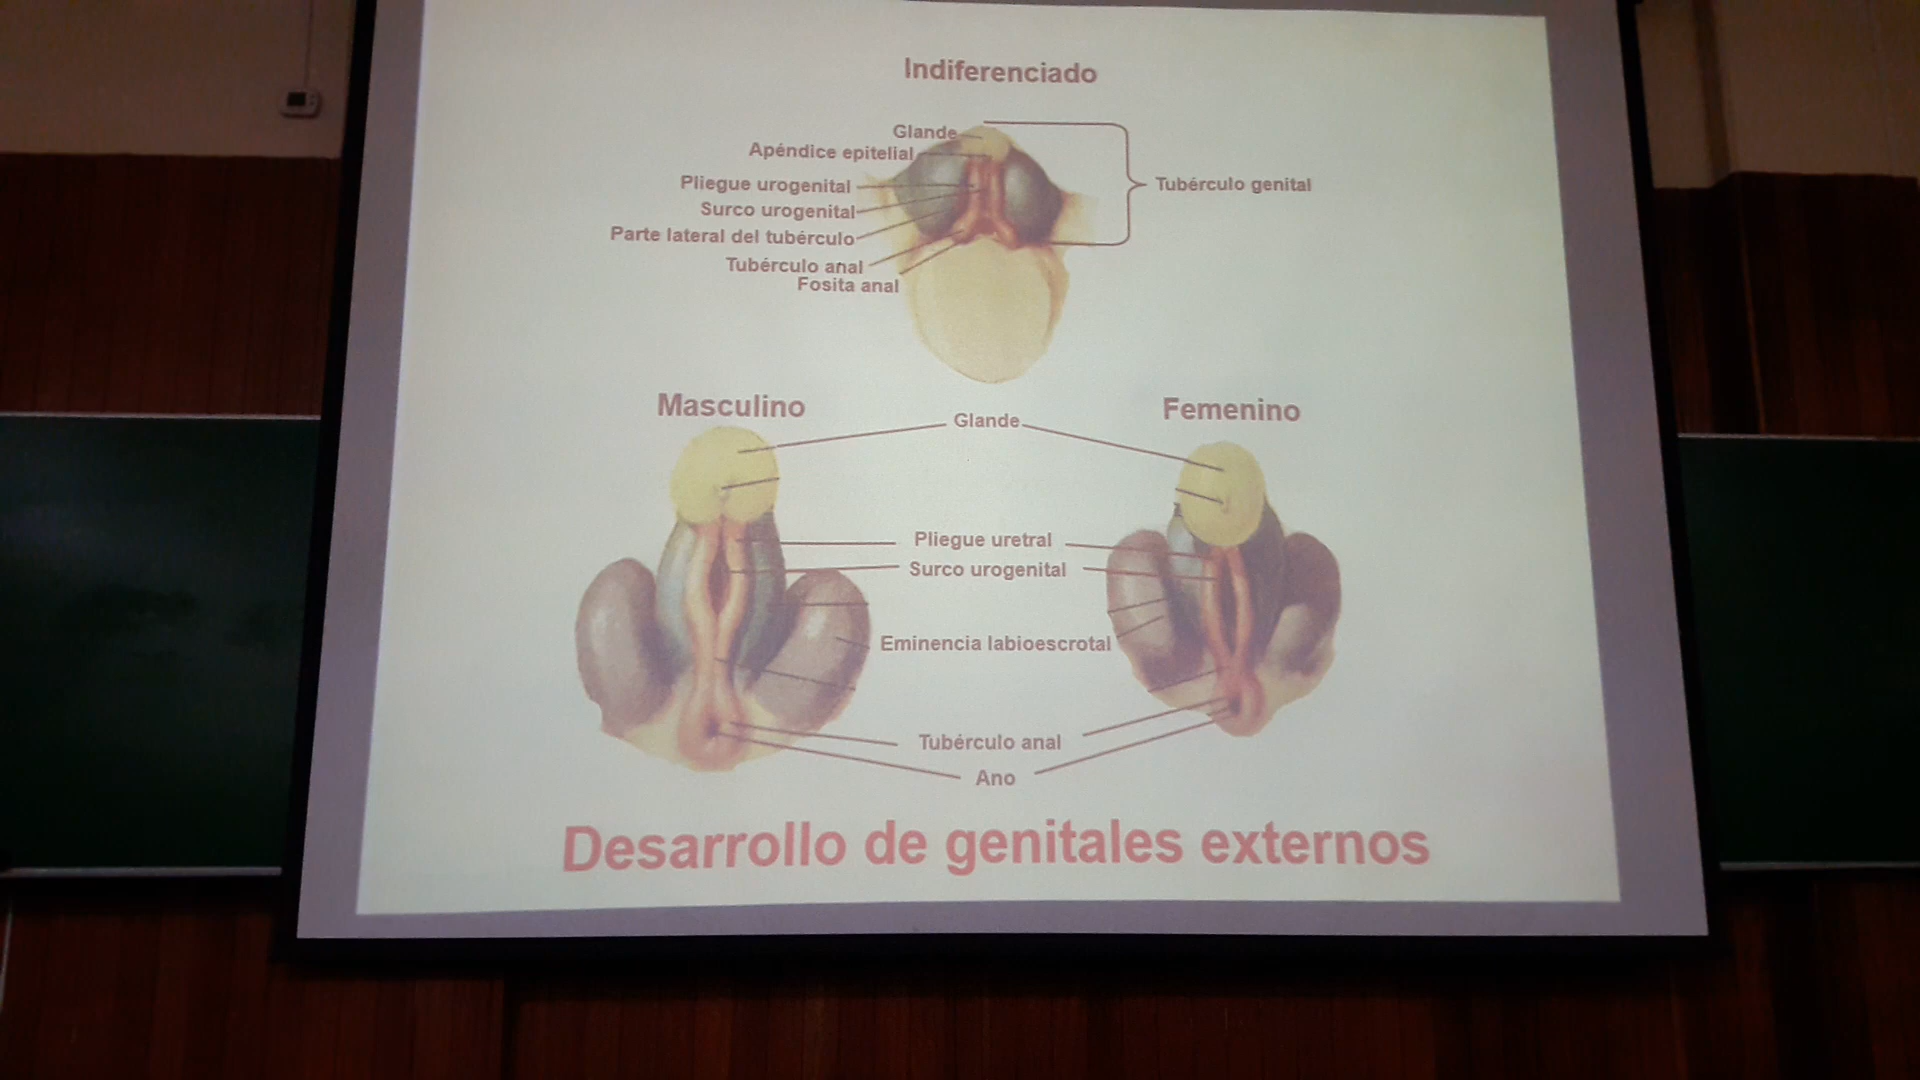 Indiferenciado
Glande
Apéndice epitelial
Pliegue urogenital
Surco urogenital
Parte lateral del tubérculo
Tubérculo anal
Fosita anal
Tubérculo genital
Masculino
Femenino
Glande
Pliegue uretral
Surco urogenital
Eminencia labioescrotal
Tubérculo anal
Ano
Desarrollo de genitales externos